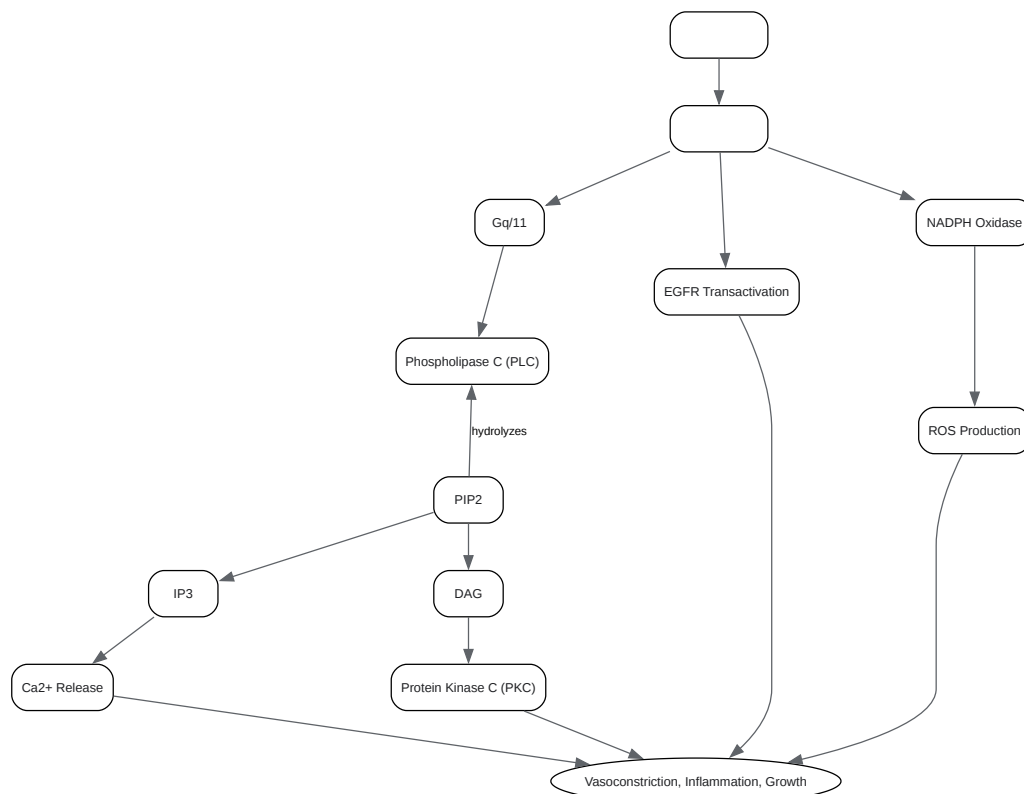 Gq/11
NADPH Oxidase
EGFR Transactivation
Phospholipase C (PLC)
hydrolyzes
ROS Production
PIP2
IP3
DAG
Ca2+ Release
Protein Kinase C (PKC)
Vasoconstriction, Inflammation, Growth